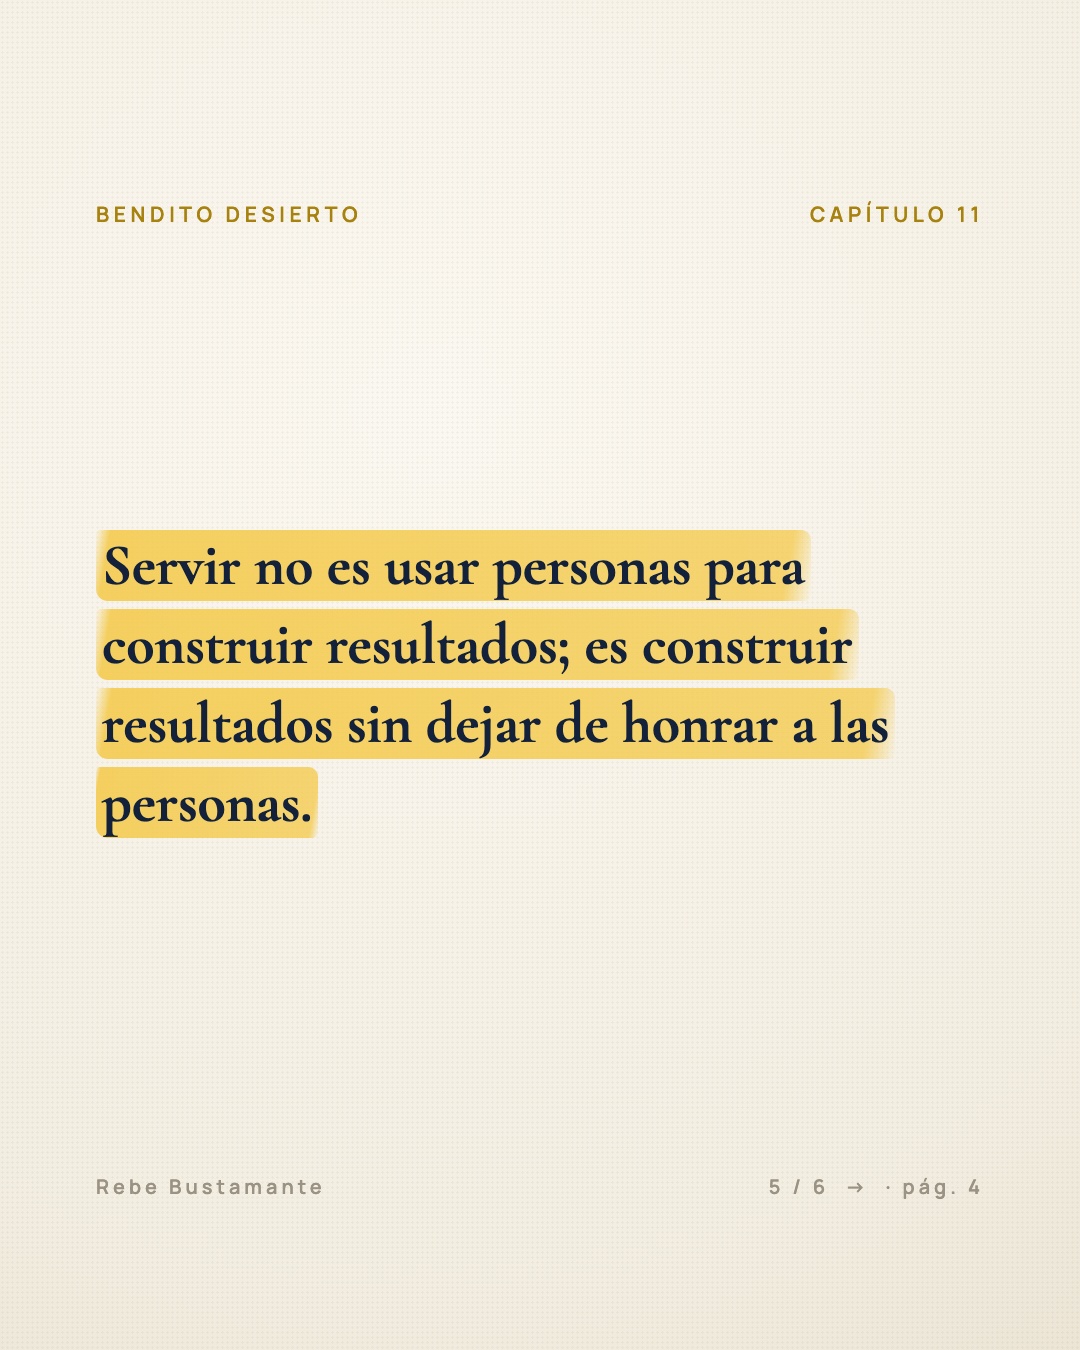 BENDITO DESIERTO
CAPÍTULO 11
Servir no es usar personas para
construir resultados; es construir
resultados sin dejar de honrar a las
personas.
Rebe Bustamante
5 / 6 → · pág. 4